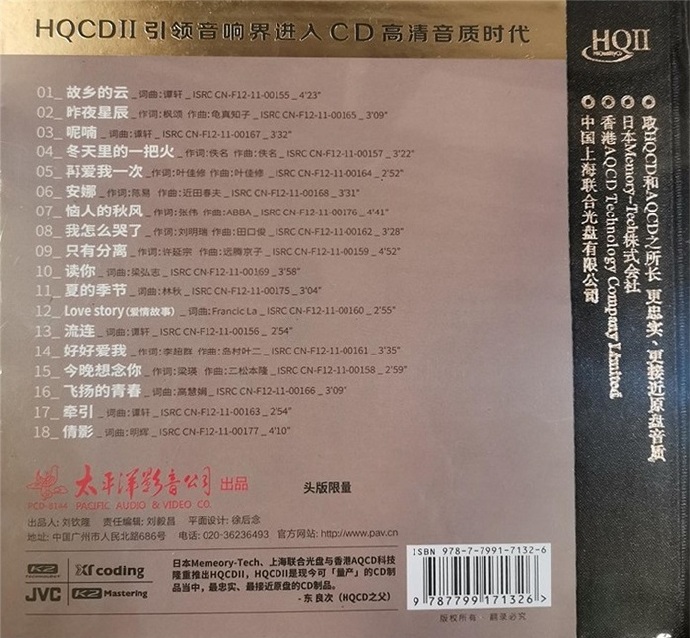 HQCDII 引领音响界进入 CD 高清音质时代
01_ 故乡的云 _ 词曲:谭轩 _ ISRC CN-F12-11-00155 _ 4'23"
02_ 昨夜星辰 _ 作词:枫颂 作曲:龟真知子 _ ISRC CN-F12-11-00165 _ 3'09"
03_ 呢喃 _ 词曲:谭轩 _ ISRC CN-F12-11-00167 _ 3'32"
04_ 冬天里的一把火 _ 作词:佚名 作曲:佚名 _ ISRC CN-F12-11-00157 _ 3'22"
05_ 再爱我一次 _ 作词:叶佳修 作曲:叶佳修 _ ISRC CN-F12-11-00164 _ 2'52"
06_ 安娜 _ 作词:陈易 作曲:近田春夫 _ ISRC CN-F12-11-00168 _ 3'31"
07_ 恼人的秋风 _ 作词:张伟 作曲:ABBA _ ISRC CN-F12-11-00176 _ 4'41"
08_ 我怎么哭了 _ 作词:刘明瑞 作曲:田口俊 _ ISRC CN-F12-11-00162 _ 3'28"
09_ 只有分离 _ 作词:许延宗 作曲:远腾京子 _ ISRC CN-F12-11-00159 _ 4'52"
10_ 读你 _ 词曲:梁弘志 _ ISRC CN-F12-11-00169 _ 3'58"
11_ 夏的季节 _ 词曲:林秋 _ ISRC CN-F12-11-00175 _ 3'04"
12_ Love story(爱情故事) _ 词曲:Francic La _ ISRC CN-F12-11-00160 _ 2'55"
13_ 流连 _ 词曲:谭轩 _ ISRC CN-F12-11-00156 _ 2'54"
14_ 好好爱我 _ 作词:李超群 作曲:岛村叶二 _ ISRC CN-F12-11-00161 _ 3'35"
15_ 今晚想念你 _ 作词:梁瑛 作曲:二松本隆 _ ISRC CN-F12-11-00158 _ 2'59"
16_ 飞扬的青春 _ 词曲:高慧娟 _ ISRC CN-F12-11-00166 _ 3'09"
17_ 牵引 _ 词曲:谭轩 _ ISRC CN-F12-11-00163 _ 2'54"
18_ 倩影 _ 词曲:明辉 _ ISRC CN-F12-11-00177 _ 4'10"
太平洋影音公司 出品
PCD-8144 PACIFIC AUDIO & VIDEO CO.
头版限量
出品人:刘钦隆 责任编辑:刘毅昌 平面设计:徐后念
地址:中国广州市人民北路686号 电话:020-36236493 官方网站:http://www.pav.cn
K2 TECHNOLOGY xr coding
JVC K2 Mastering
日本Memeory-Tech、上海联合光盘与香港AQCD科技
隆重推出HQCDII,HQCDII是现今可「量产」的CD制
品当中,最忠实、最接近原盘的CD制品。
- 东 良次(HQCD之父)
ISBN 978-7-7991-7132-6
9 787799 171326 >
版权所有·翻录必究
HQII
取HQCD和AQCD之所长 更忠实、更接近原盘音质
日本Memory-Tech株式会社
香港AQCD Technology Company Limited
中国上海联合光盘有限公司